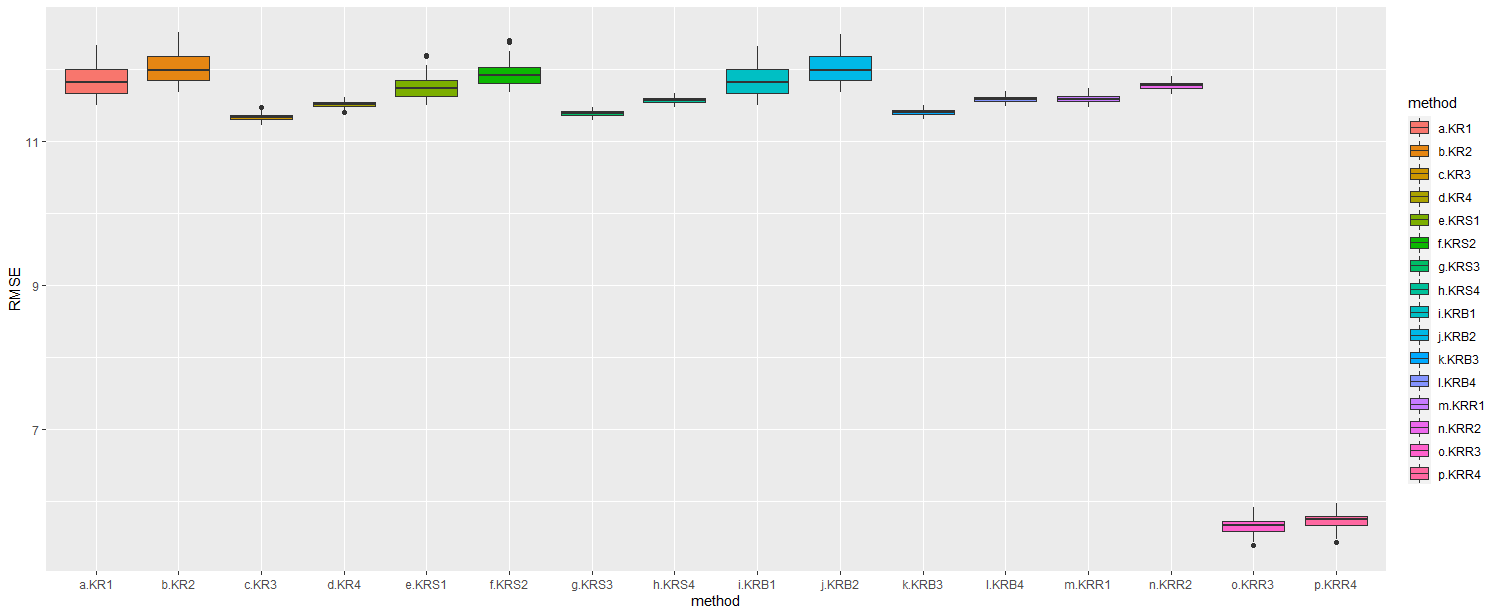 RMSE
11
9
7
a.KR1 b.KR2 c.KR3 d.KR4 e.KRS1 f.KRS2 g.KRS3 h.KRS4 i.KRB1 j.KRB2 k.KRB3 l.KRB4 m.KRR1 n.KRR2 o.KRR3 p.KRR4
method
method
a.KR1
b.KR2
c.KR3
d.KR4
e.KRS1
f.KRS2
g.KRS3
h.KRS4
i.KRB1
j.KRB2
k.KRB3
l.KRB4
m.KRR1
n.KRR2
o.KRR3
p.KRR4